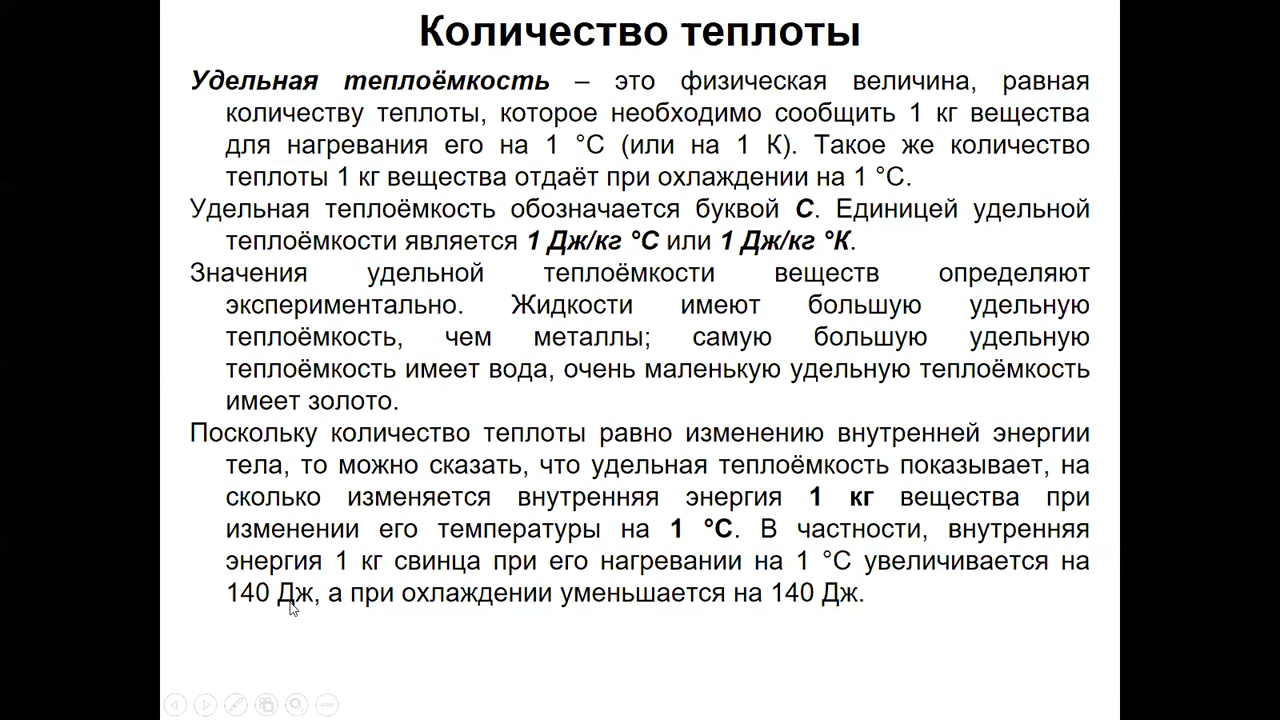 Количество теплоты
Удельная теплоёмкость – это физическая величина, равная
количеству теплоты, которое необходимо сообщить 1 кг вещества
для нагревания его на 1 °С (или на 1 К). Такое же количество
теплоты 1 кг вещества отдаёт при охлаждении на 1 °С.
Удельная теплоёмкость обозначается буквой С. Единицей удельной
теплоёмкости является 1 Дж/кг °С или 1 Дж/кг °К.
Значения удельной теплоёмкости веществ определяют
экспериментально. Жидкости имеют большую удельную
теплоёмкость, чем металлы; самую большую удельную
теплоёмкость имеет вода, очень маленькую удельную теплоёмкость
имеет золото.
Поскольку количество теплоты равно изменению внутренней энергии
тела, то можно сказать, что удельная теплоёмкость показывает, на
сколько изменяется внутренняя энергия 1 кг вещества при
изменении его температуры на 1 °С. В частности, внутренняя
энергия 1 кг свинца при его нагревании на 1 °С увеличивается на
140 Дж, а при охлаждении уменьшается на 140 Дж.